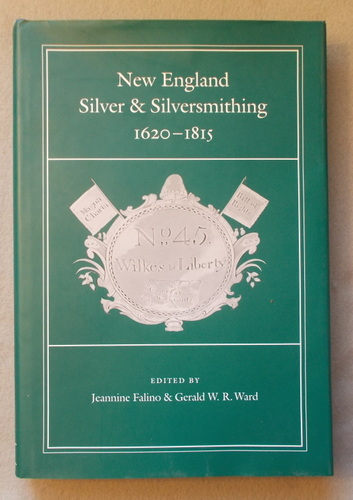 New England
Silver & Silversmithing
1620–1815
Magna
Charta
Bill of
Rights
No. 45.
Wilkes & Liberty
EDITED BY
Jeannine Falino & Gerald W. R. Ward